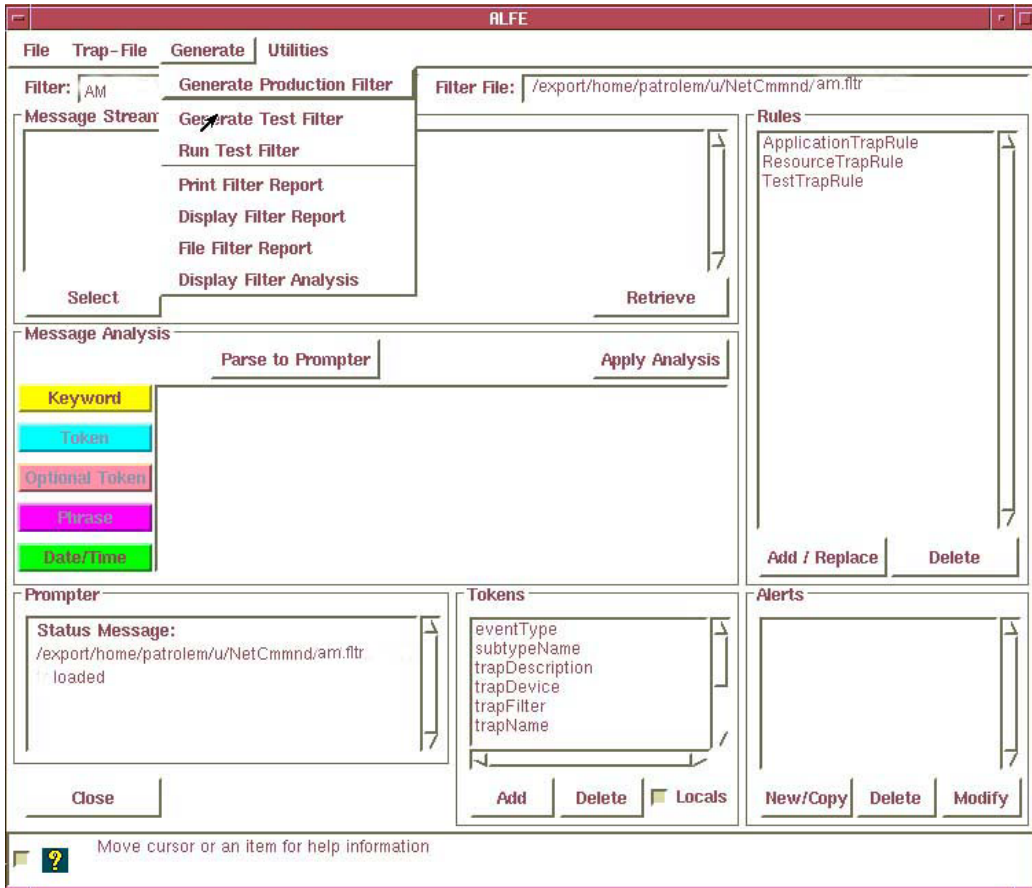 ALFE
File Trap-File Generate Utilities
Filter: AM
Filter File: /export/home/patrolem/u/NetCmmnd/am.fltr
Generate Production Filter
Generate Test Filter
Run Test Filter
Print Filter Report
Display Filter Report
File Filter Report
Display Filter Analysis
Message Stream
Select
Retrieve
Rules
ApplicationTrapRule
ResourceTrapRule
TestTrapRule
Add / Replace Delete
Message Analysis
Parse to Prompter Apply Analysis
Keyword
Token
Optional Token
Phrase
Date/Time
Prompter
Status Message:
/export/home/patrolem/u/NetCmmnd/am.fltr
loaded
Close
Tokens
eventType
subtypeName
trapDescription
trapDevice
trapFilter
trapName
Add Delete Locals
Alerts
New/Copy Delete Modify
? Move cursor or an item for help information